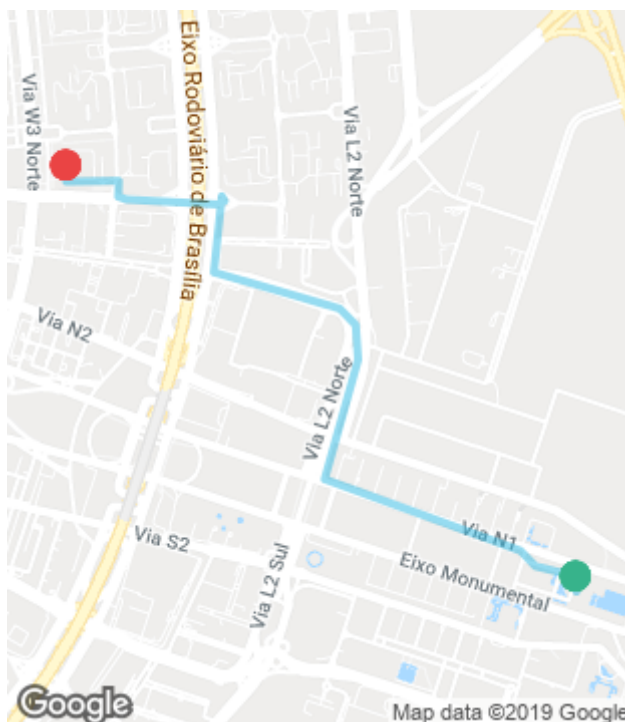 Eixo Rodoviário de Brasília
Via W3 Norte
Via L2 Norte
Via N2
Via L2 Norte
Via N1
Via S2
Eixo Monumental
Via L2 Sul
Google
Map data ©2019 Google